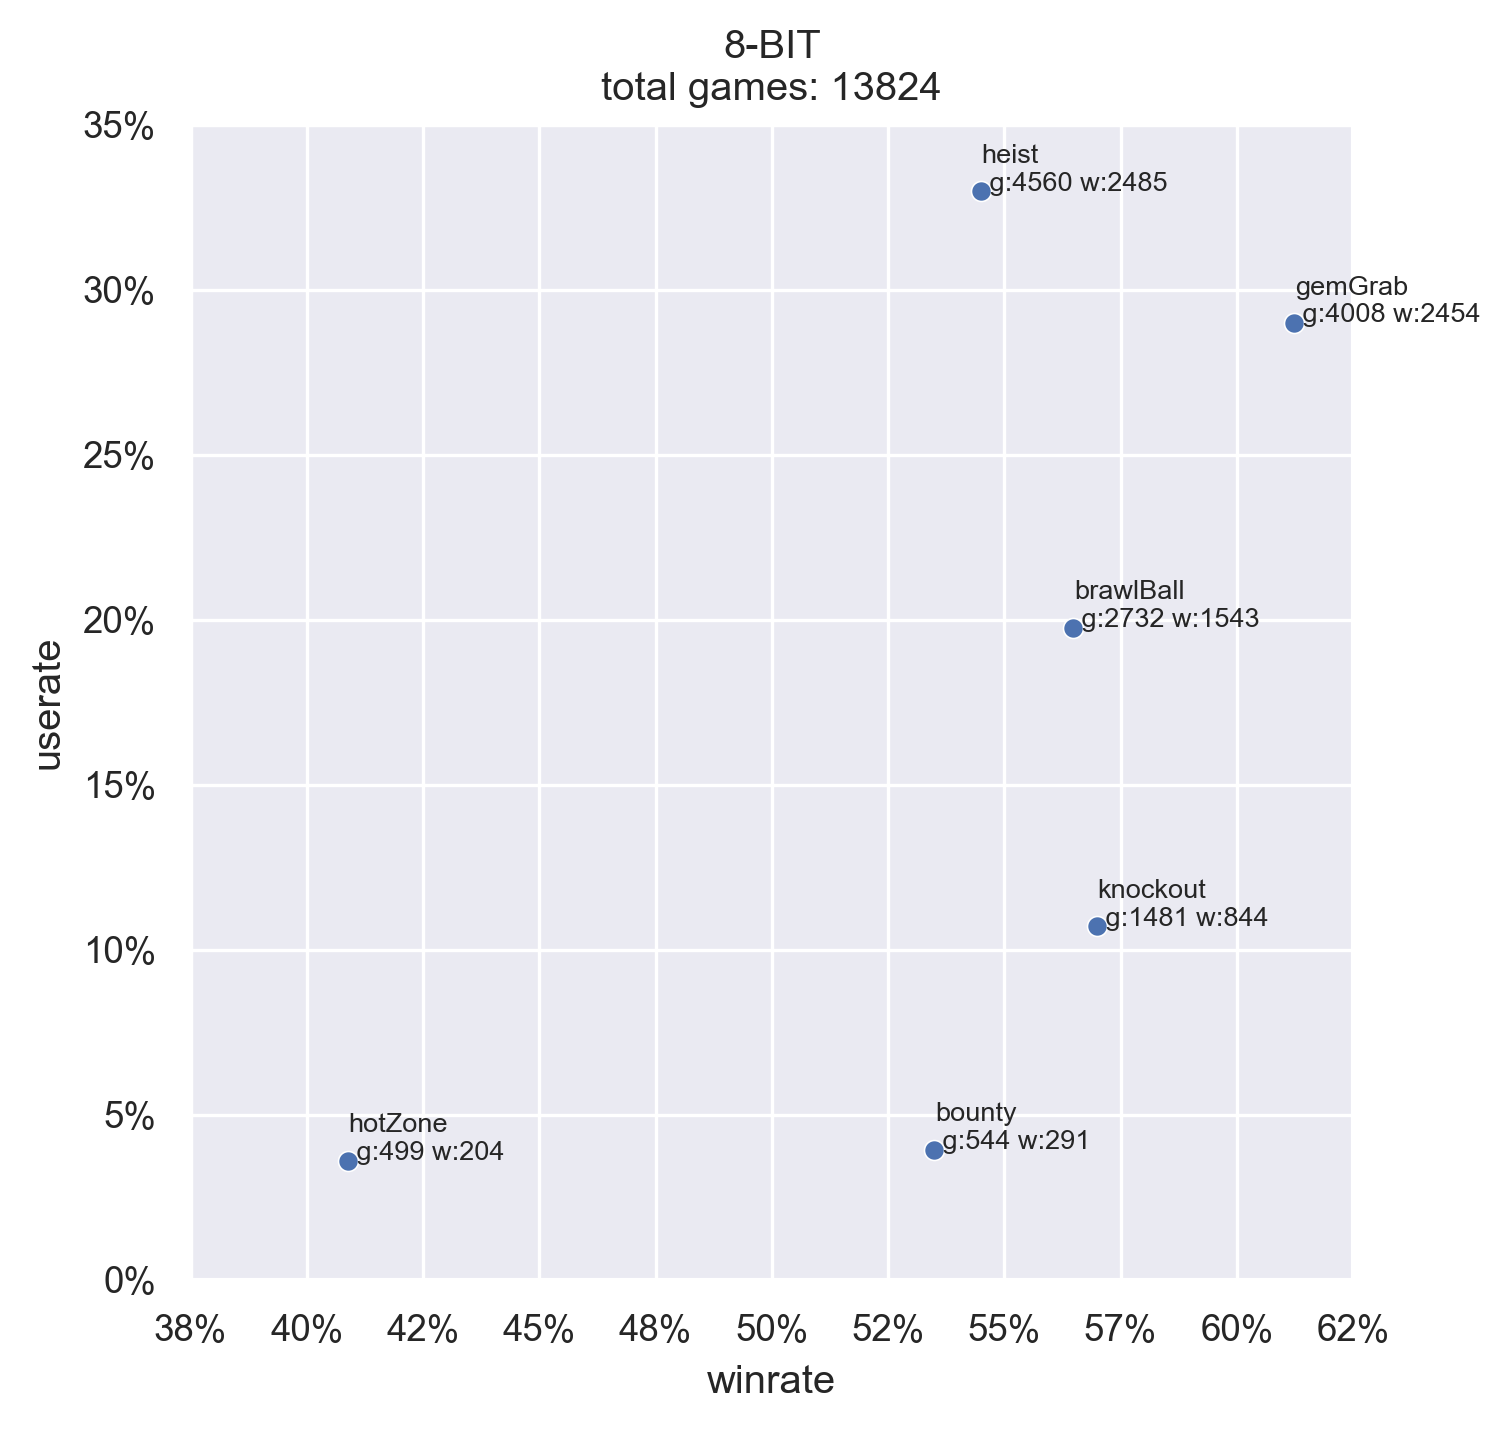 8-BIT
total games: 13824
35%
30%
25%
20%
15%
10%
5%
0%
userate
heist
g:4560 w:2485
gemGrab
g:4008 w:2454
brawlBall
g:2732 w:1543
knockout
g:1481 w:844
bounty
g:544 w:291
hotZone
g:499 w:204
38% 40% 42% 45% 48% 50% 52% 55% 57% 60% 62%
winrate